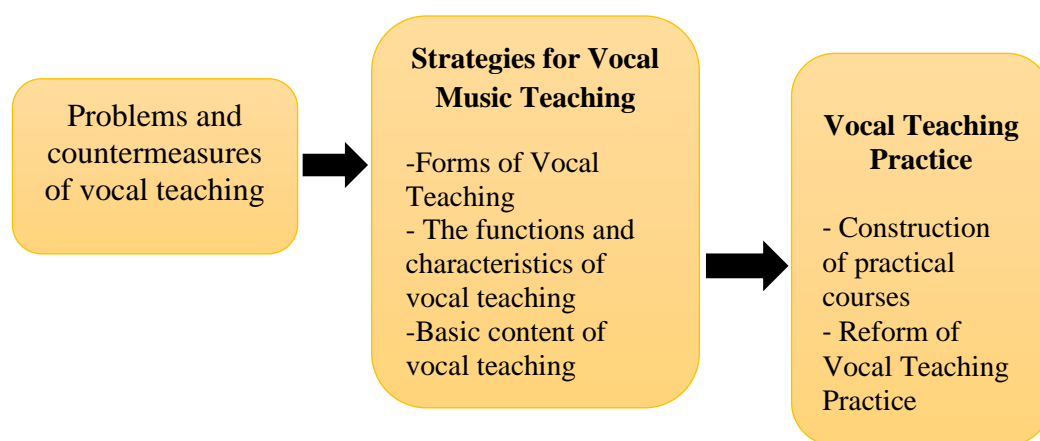 Problems and
countermeasures
of vocal teaching
Strategies for Vocal
Music Teaching
-Forms of Vocal
Teaching
- The functions and
characteristics of
vocal teaching
-Basic content of
vocal teaching
Vocal Teaching
Practice
- Construction
of practical
courses
- Reform of
Vocal Teaching
Practice